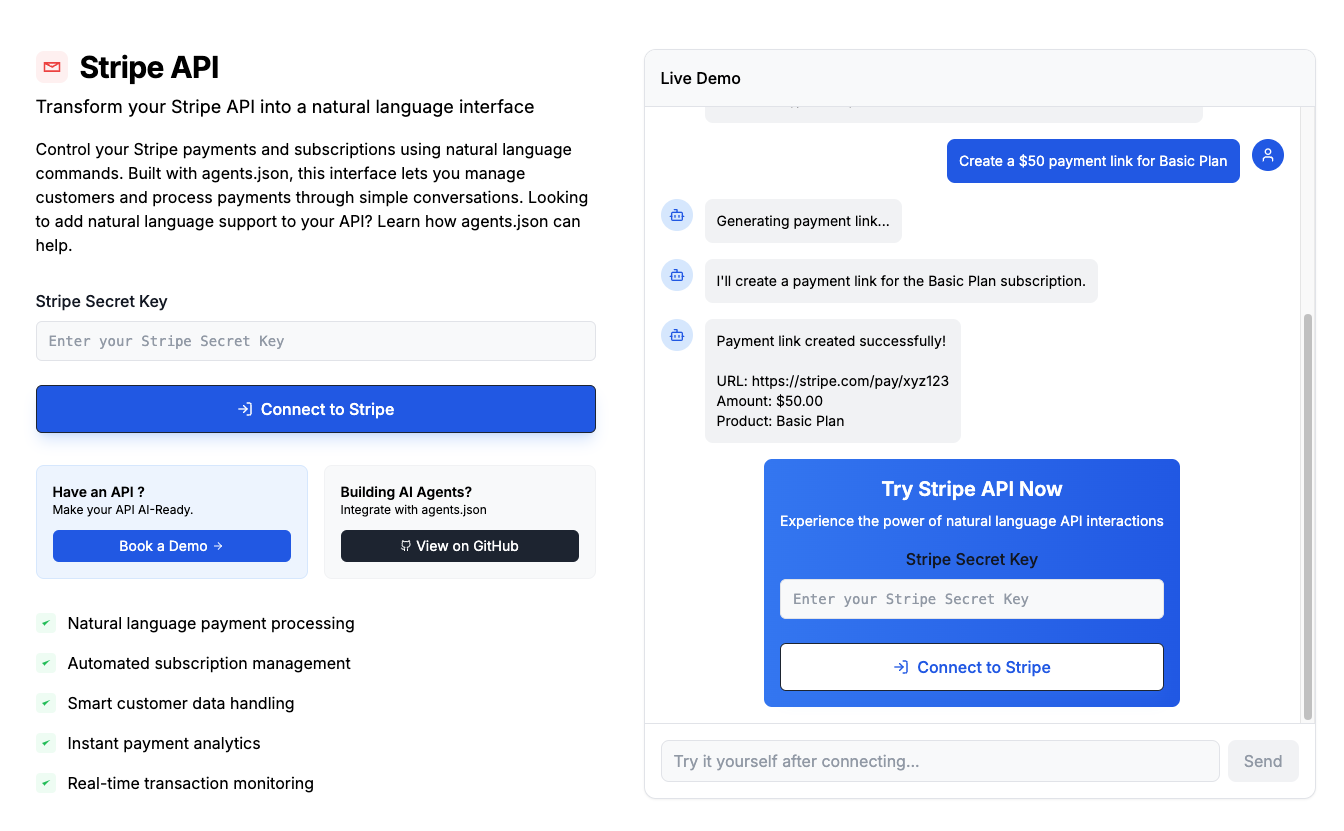 Stripe API
Transform your Stripe API into a natural language interface
Control your Stripe payments and subscriptions using natural language
commands. Built with agents.json, this interface lets you manage
customers and process payments through simple conversations. Looking
to add natural language support to your API? Learn how agents.json can
help.
Stripe Secret Key
Enter your Stripe Secret Key
Connect to Stripe
Have an API ?
Make your API AI-Ready.
Book a Demo →
Building AI Agents?
Integrate with agents.json
View on GitHub
Natural language payment processing
Automated subscription management
Smart customer data handling
Instant payment analytics
Real-time transaction monitoring
Live Demo
Create a $50 payment link for Basic Plan
Generating payment link...
I'll create a payment link for the Basic Plan subscription.
Payment link created successfully!
URL: https://stripe.com/pay/xyz123
Amount: $50.00
Product: Basic Plan
Try Stripe API Now
Experience the power of natural language API interactions
Stripe Secret Key
Enter your Stripe Secret Key
Connect to Stripe
Try it yourself after connecting...
Send